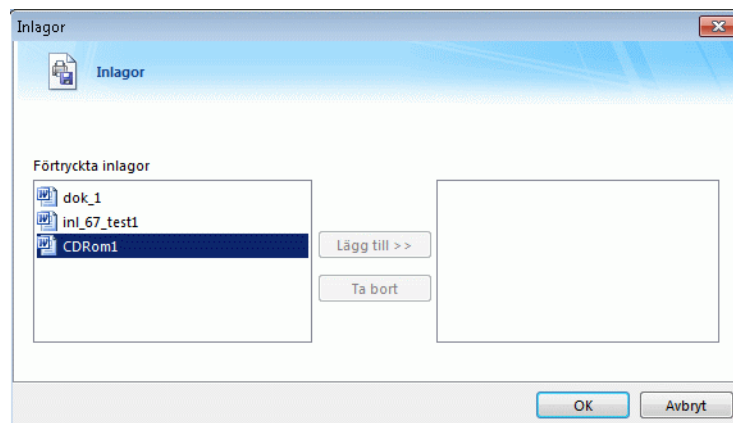 Inlagor
Inlagor
Förtryckta inlagor
dok_1
inl_67_test1
CDRom1
Lägg till >>
Ta bort
OK
Avbryt